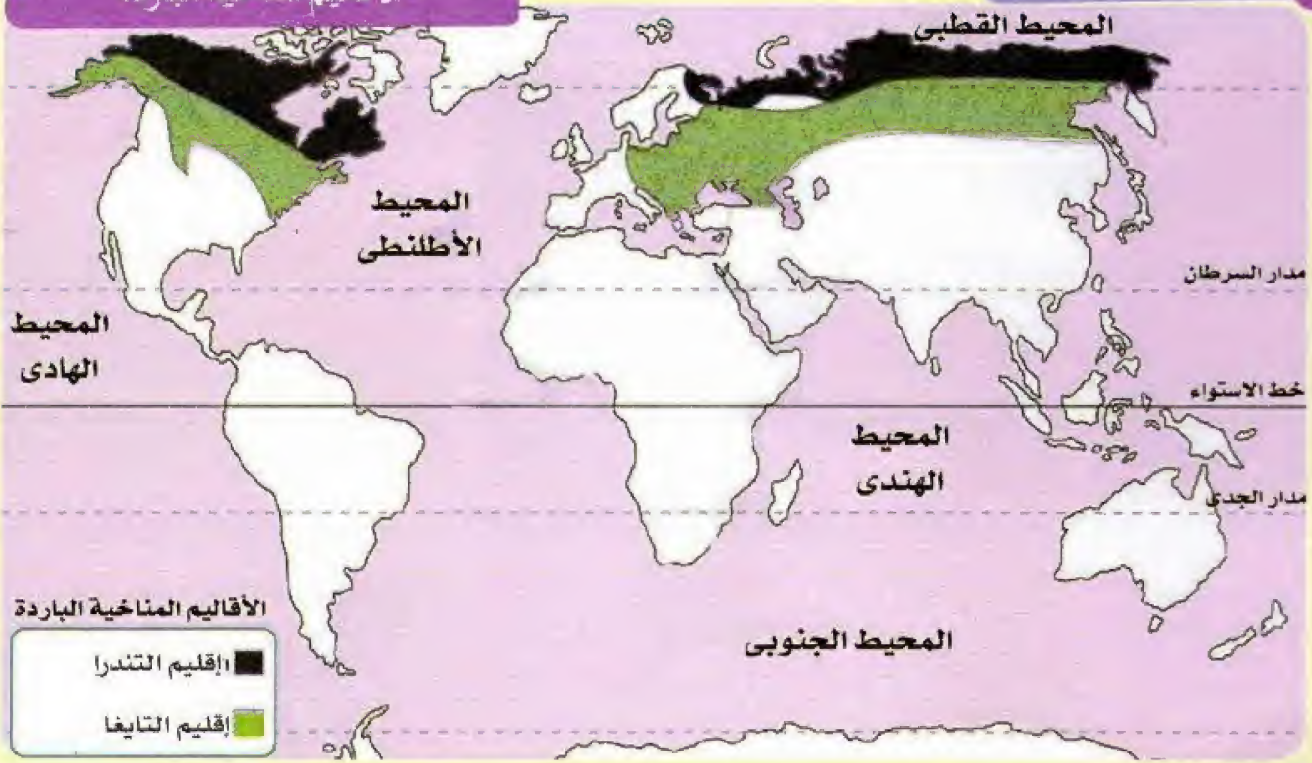 المحيط القطبي
المحيط
الأطلنطى
مدار السرطان
المحيط
الهادى
خط الاستواء
المحيط
الهندى
مدار الجدى
الأقاليم المناخية الباردة
إقليم التندرا
إقليم التايغا
المحيط الجنوبى